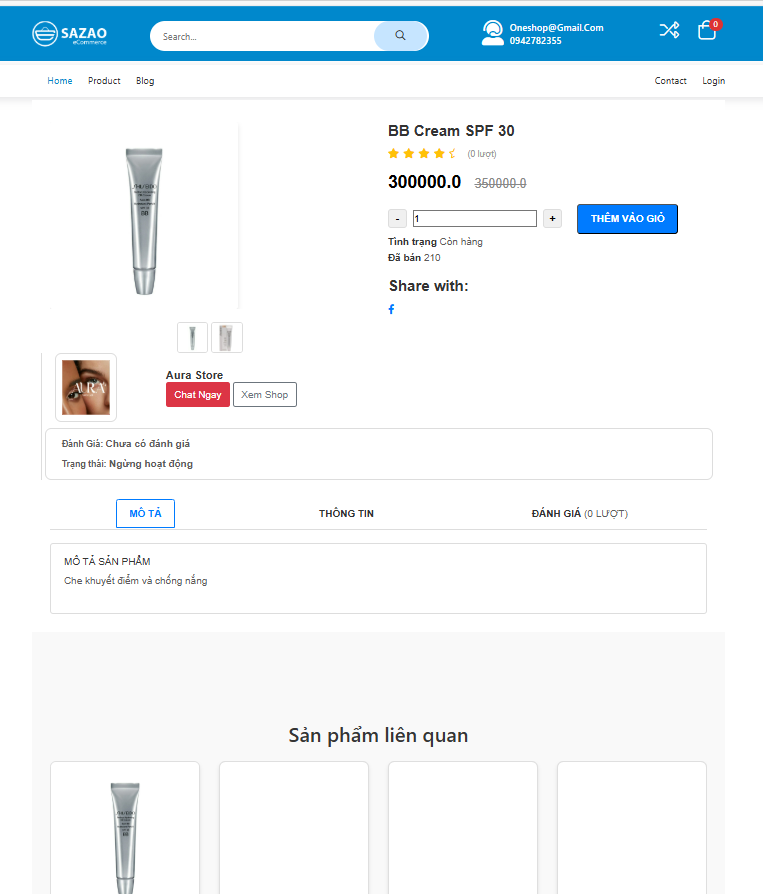 SAZAO
eCommerce
Search...
Oneshop@Gmail.Com
0942782355
0
Home Product Blog Contact Login
BB Cream SPF 30
(0 lượt)
300000.0 350000.0
- 1 + THÊM VÀO GIỎ
Tình trạng Còn hàng
Đã bán 210
Share with:
SHISEIDO
BB
AURA
Aura Store
Chat Ngay Xem Shop
Đánh Giá: Chưa có đánh giá
Trạng thái: Ngừng hoạt động
MÔ TẢ THÔNG TIN ĐÁNH GIÁ (0 LƯỢT)
MÔ TẢ SẢN PHẨM
Che khuyết điểm và chống nắng
Sản phẩm liên quan
SHISEIDO
BB